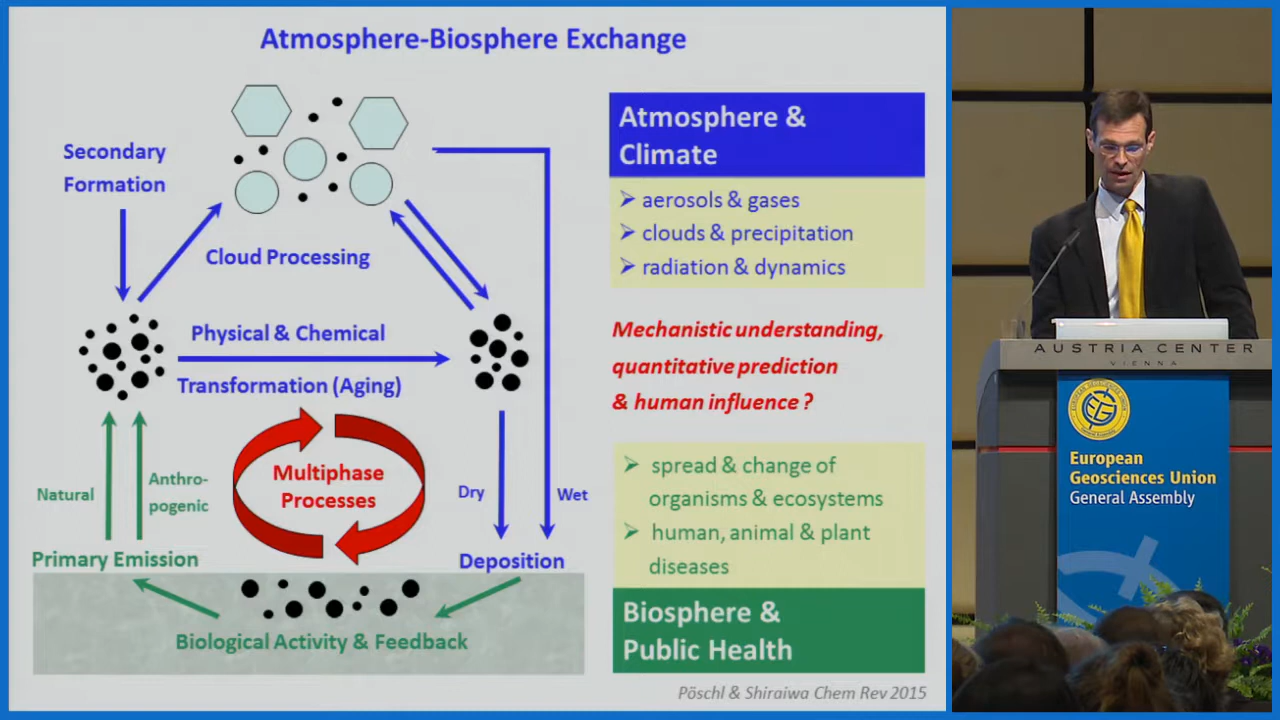 Atmosphere-Biosphere Exchange
Secondary
Formation
Cloud Processing
Physical & Chemical
Transformation (Aging)
Multiphase
Processes
Natural
Anthro-
pogenic
Primary Emission
Dry
Wet
Deposition
Biological Activity & Feedback
Atmosphere &
Climate
aerosols & gases
clouds & precipitation
radiation & dynamics
Mechanistic understanding,
quantitative prediction
& human influence ?
spread & change of
organisms & ecosystems
human, animal & plant
diseases
Biosphere &
Public Health
Pöschl & Shiraiwa Chem Rev 2015
AUSTRIA CENTER
VIENNA
European
Geosciences Union
General Assembly